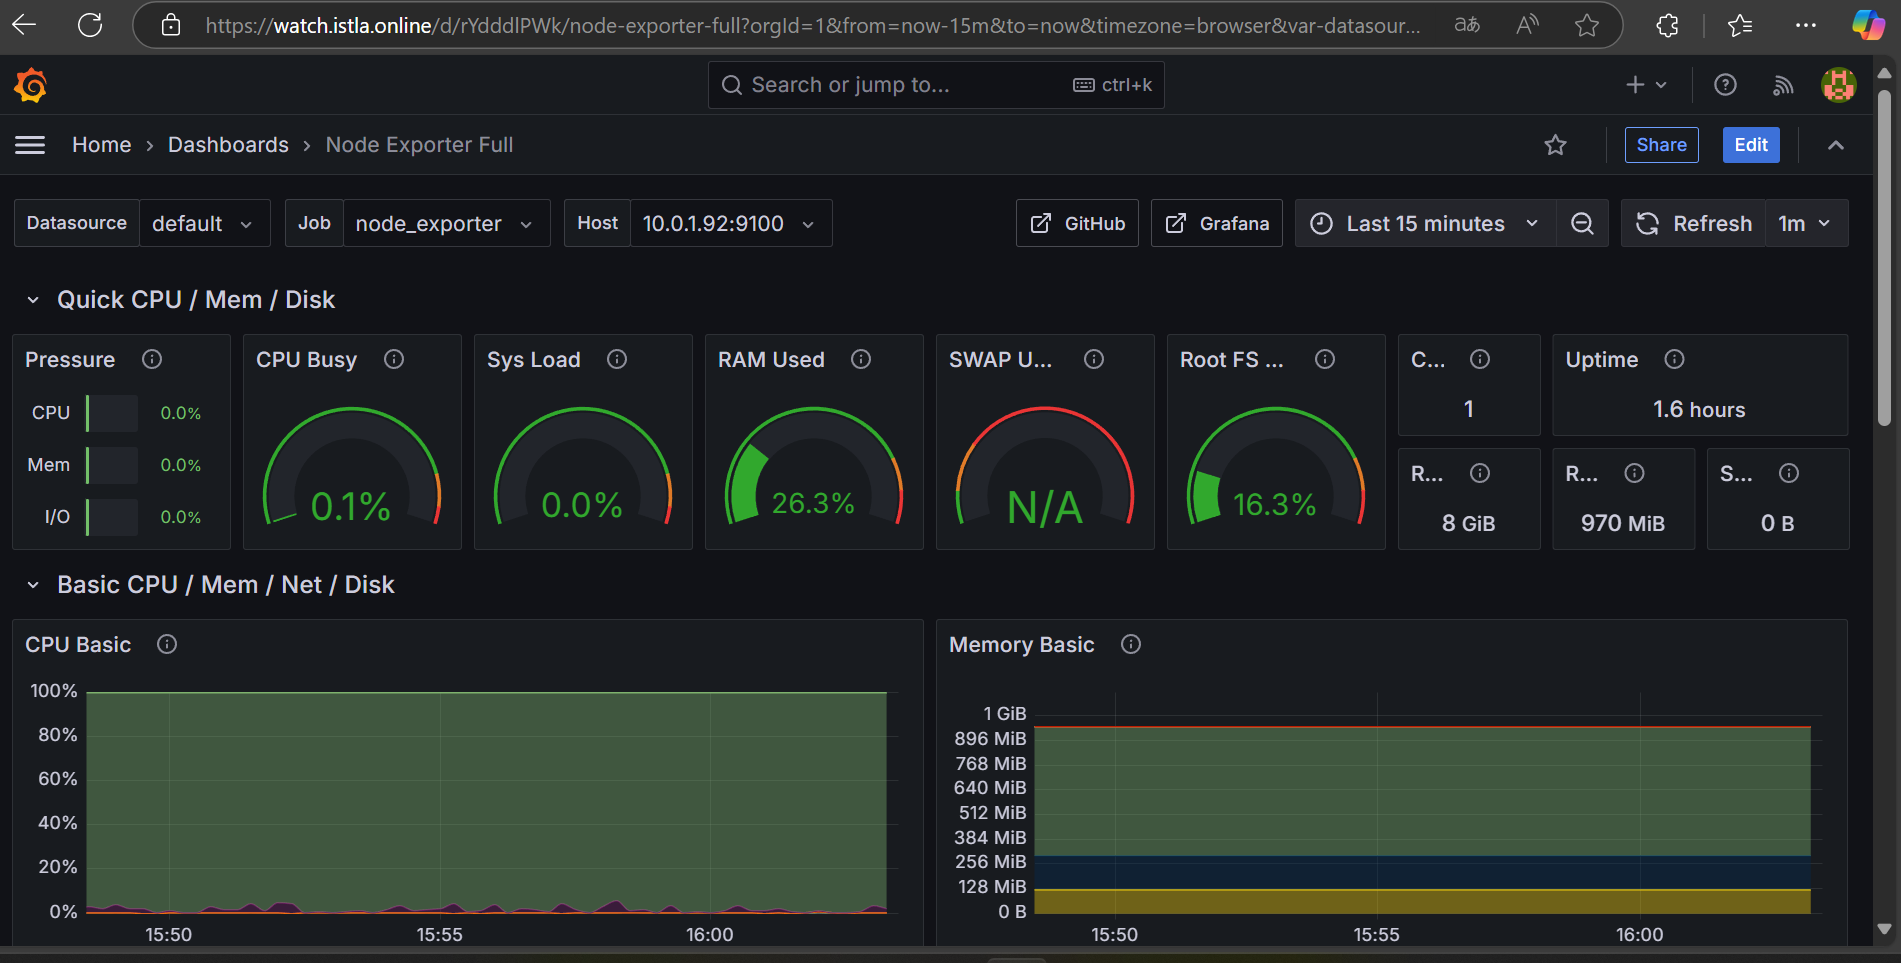 https://watch.istla.online/d/rYdddlPWk/node-exporter-full?orgId=1&from=now-15m&to=now&timezone=browser&var-datasour...
ああ
A
Search or jump to...
ctrl+k
Home › Dashboards › Node Exporter Full
Share
Edit
Datasource
default
Job
node_exporter
Host
10.0.1.92:9100
GitHub
Grafana
Last 15 minutes
Refresh
1m
Quick CPU / Mem / Disk
Pressure
CPU
0.0%
Mem
0.0%
I/O
0.0%
CPU Busy
0.1%
Sys Load
0.0%
RAM Used
26.3%
SWAP U...
N/A
Root FS ...
16.3%
C...
1
Uptime
1.6 hours
R...
8 GiB
R...
970 MiB
S...
0 B
Basic CPU / Mem / Net / Disk
CPU Basic
100%
80%
60%
40%
20%
0%
15:50
15:55
16:00
Memory Basic
1 GiB
896 MiB
768 MiB
640 MiB
512 MiB
384 MiB
256 MiB
128 MiB
0 B
15:50
15:55
16:00